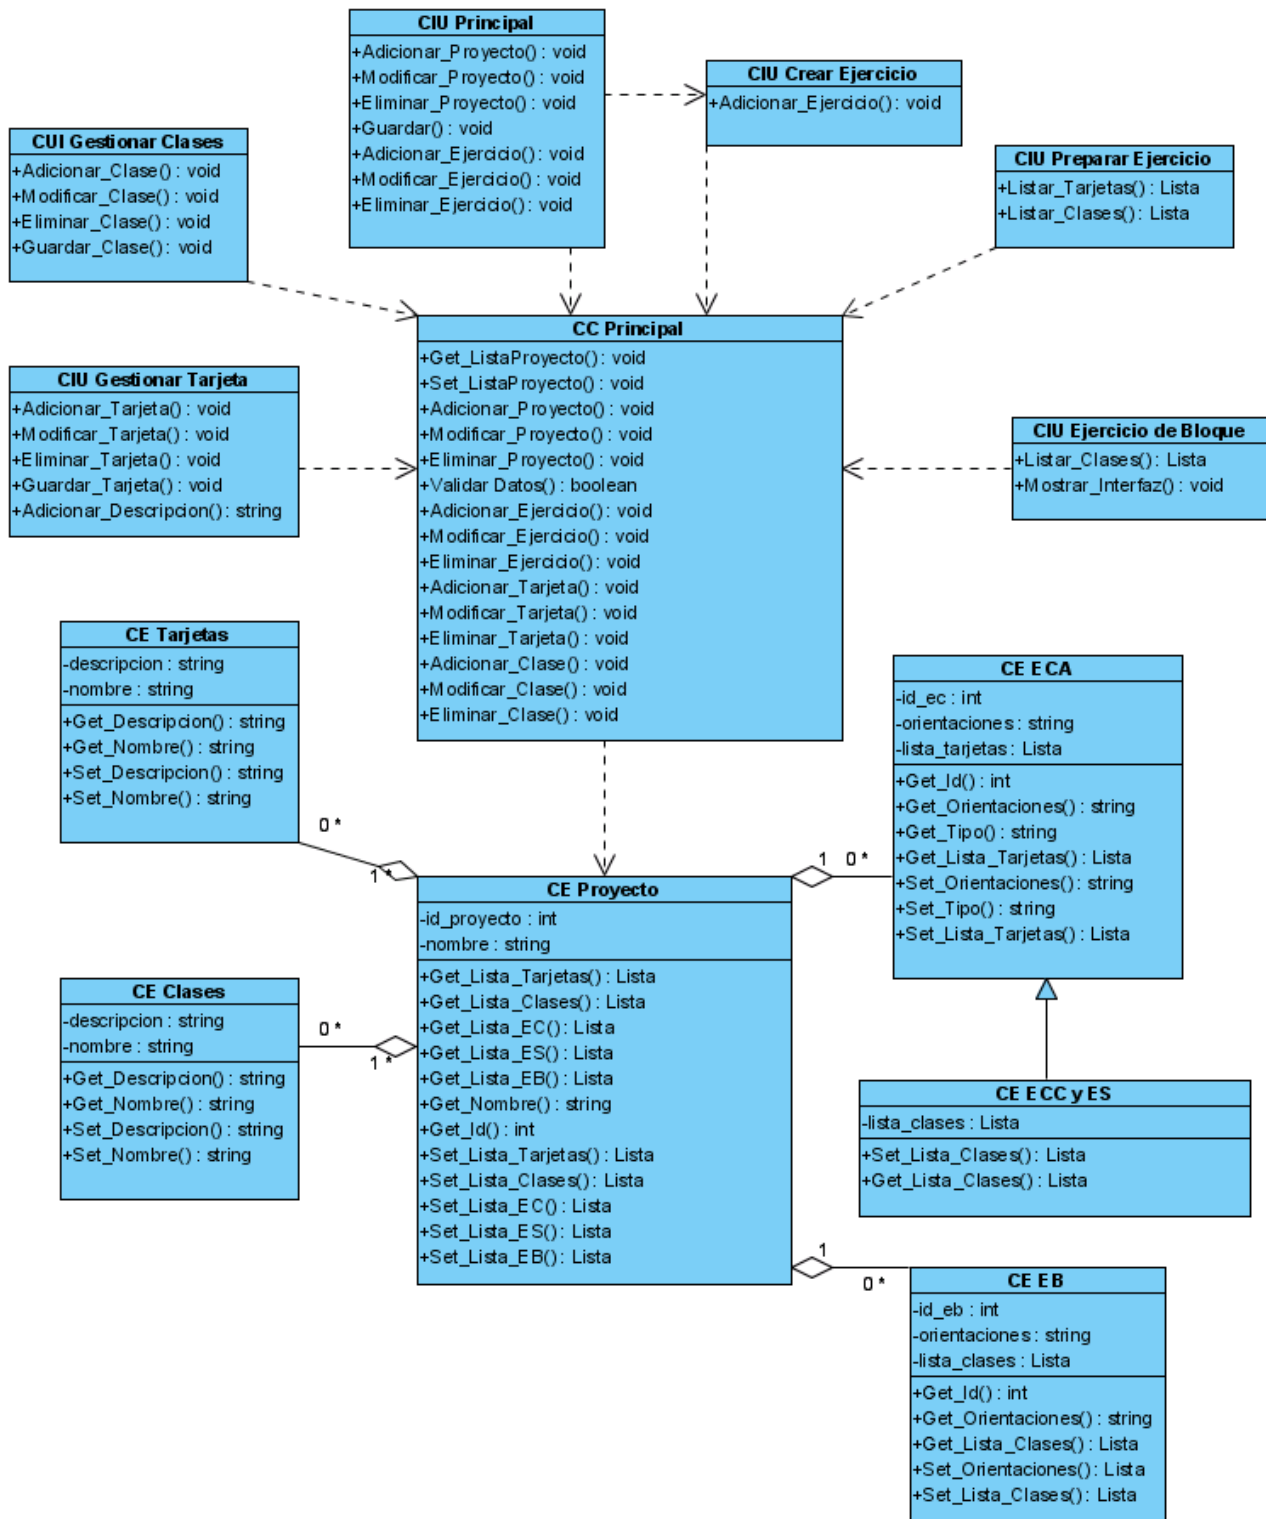 CIU Principal
+Adicionar_Proyecto() : void
+Modificar_Proyecto() : void
+Eliminar_Proyecto() : void
+Guardar() : void
+Adicionar_Ejercicio() : void
+Modificar_Ejercicio() : void
+Eliminar_Ejercicio() : void
CIU Crear Ejercicio
+Adicionar_Ejercicio() : void
CUI Gestionar Clases
+Adicionar_Clase() : void
+Modificar_Clase() : void
+Eliminar_Clase() : void
+Guardar_Clase() : void
CIU Preparar Ejercicio
+Listar_Tarjetas() : Lista
+Listar_Clases() : Lista
CC Principal
+Get_ListaProyecto() : void
+Set_ListaProyecto() : void
+Adicionar_Proyecto() : void
+Modificar_Proyecto() : void
+Eliminar_Proyecto() : void
+Validar Datos() : boolean
+Adicionar_Ejercicio() : void
+Modificar_Ejercicio() : void
+Eliminar_Ejercicio() : void
+Adicionar_Tarjeta() : void
+Modificar_Tarjeta() : void
+Eliminar_Tarjeta() : void
+Adicionar_Clase() : void
+Modificar_Clase() : void
+Eliminar_Clase() : void
CIU Gestionar Tarjeta
+Adicionar_Tarjeta() : void
+Modificar_Tarjeta() : void
+Eliminar_Tarjeta() : void
+Guardar_Tarjeta() : void
+Adicionar_Descripcion() : string
CIU Ejercicio de Bloque
+Listar_Clases() : Lista
+Mostrar_Interfaz() : void
CE Tarjetas
-descripcion : string
-nombre : string
+Get_Descripcion() : string
+Get_Nombre() : string
+Set_Descripcion() : string
+Set_Nombre() : string
0 *
1 *
CE ECA
-id_ec : int
-orientaciones : string
-lista_tarjetas : Lista
+Get_Id() : int
+Get_Orientaciones() : string
+Get_Tipo() : string
+Get_Lista_Tarjetas() : Lista
+Set_Orientaciones() : string
+Set_Tipo() : string
+Set_Lista_Tarjetas() : Lista
1
0 *
CE Proyecto
-id_proyecto : int
-nombre : string
+Get_Lista_Tarjetas() : Lista
+Get_Lista_Clases() : Lista
+Get_Lista_EC() : Lista
+Get_Lista_ES() : Lista
+Get_Lista_EB() : Lista
+Get_Nombre() : string
+Get_Id() : int
+Set_Lista_Tarjetas() : Lista
+Set_Lista_Clases() : Lista
+Set_Lista_EC() : Lista
+Set_Lista_ES() : Lista
+Set_Lista_EB() : Lista
CE Clases
-descripcion : string
-nombre : string
+Get_Descripcion() : string
+Get_Nombre() : string
+Set_Descripcion() : string
+Set_Nombre() : string
0 *
1 *
CE ECC y ES
-lista_clases : Lista
+Set_Lista_Clases() : Lista
+Get_Lista_Clases() : Lista
1
0 *
CE EB
-id_eb : int
-orientaciones : string
-lista_clases : Lista
+Get_Id() : int
+Get_Orientaciones() : string
+Get_Lista_Clases() : Lista
+Set_Orientaciones() : Lista
+Set_Lista_Clases() : Lista